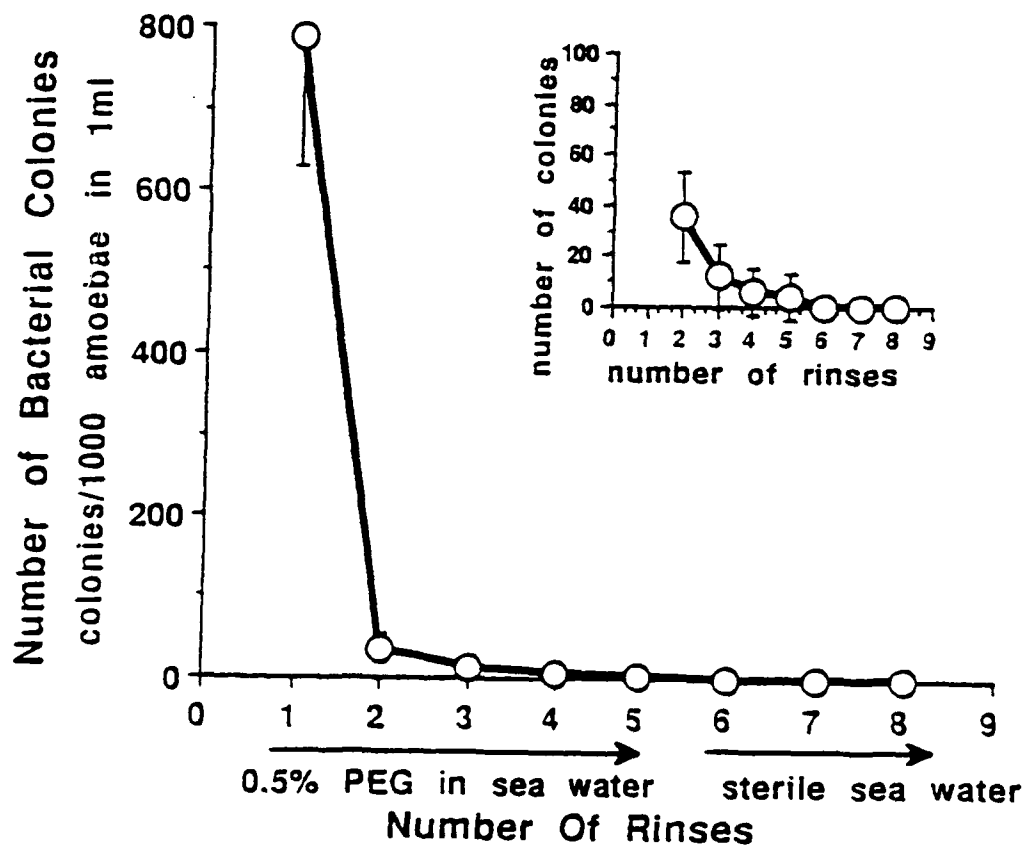 Number of Bacterial Colonies
colonies/1000 amoebae in 1ml
800
600
400
200
0
0 1 2 3 4 5 6 7 8 9
0.5% PEG in sea water
sterile sea water
Number Of Rinses
number of colonies
100
80
60
40
20
0
0 1 2 3 4 5 6 7 8 9
number of rinses